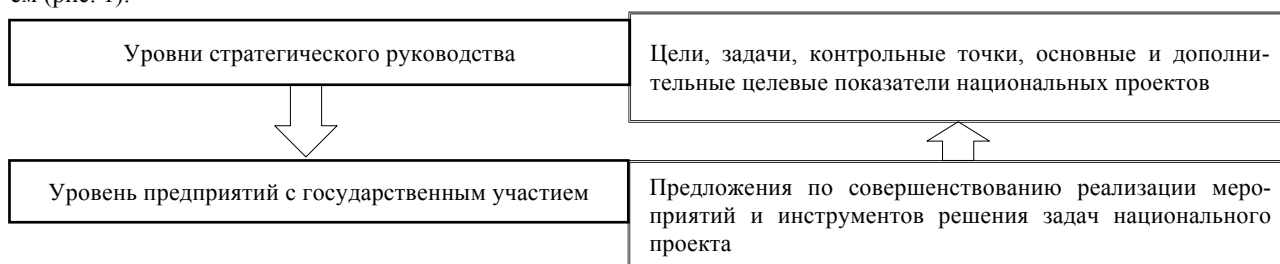 ем (рис. 1).
Уровни стратегического руководства
Цели, задачи, контрольные точки, основные и дополни-
тельные целевые показатели национальных проектов
Уровень предприятий с государственным участием
Предложения по совершенствованию реализации меро-
приятий и инструментов решения задач национального
проекта